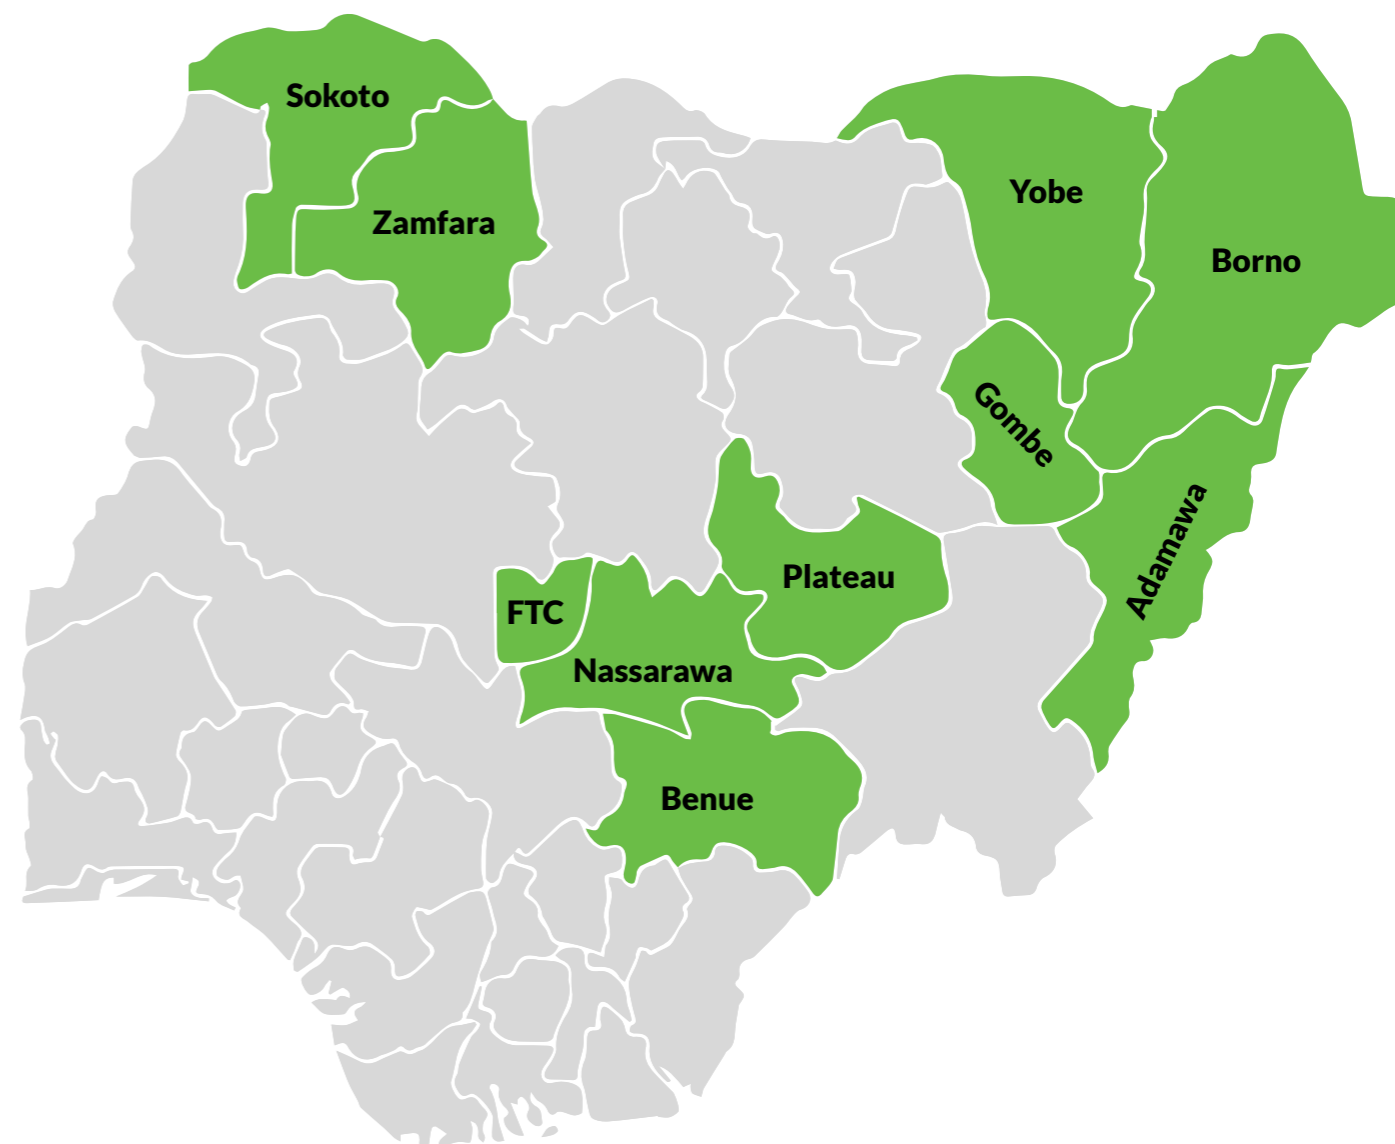 Sokoto
Yobe
Zamfara
Borno
Gombe
Adamawa
Plateau
FTC
Nassarawa
Benue